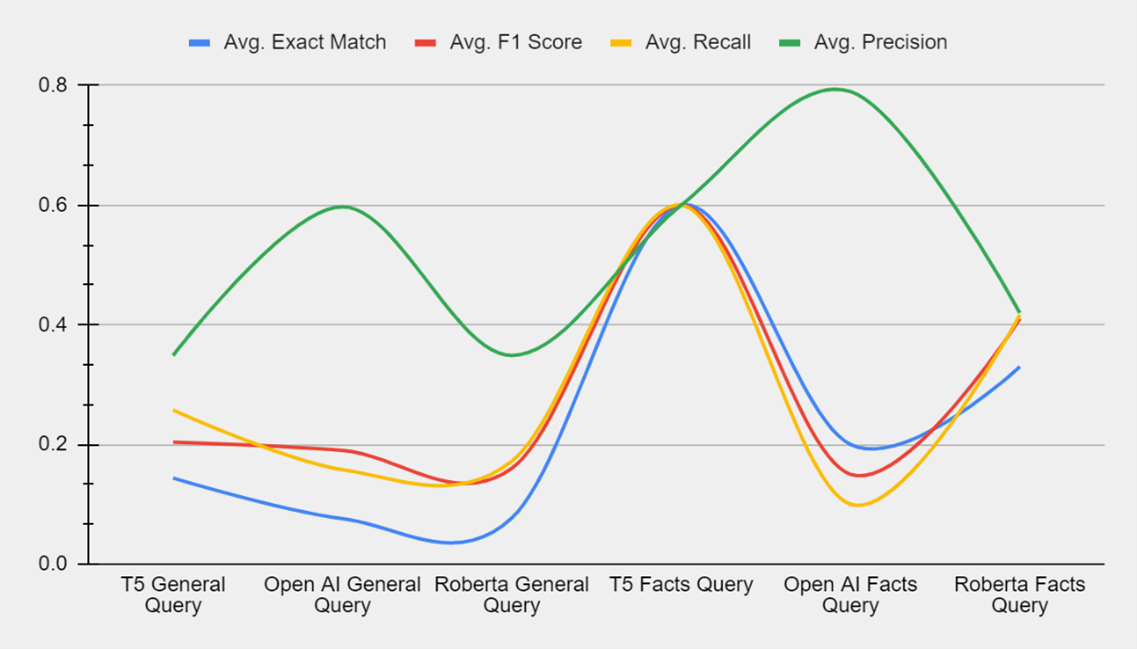 Avg. Exact Match Avg. F1 Score Avg. Recall Avg. Precision
0.8
0.6
0.4
0.2
0.0
T5 General Query
Open AI General Query
Roberta General Query
T5 Facts Query
Open AI Facts Query
Roberta Facts Query